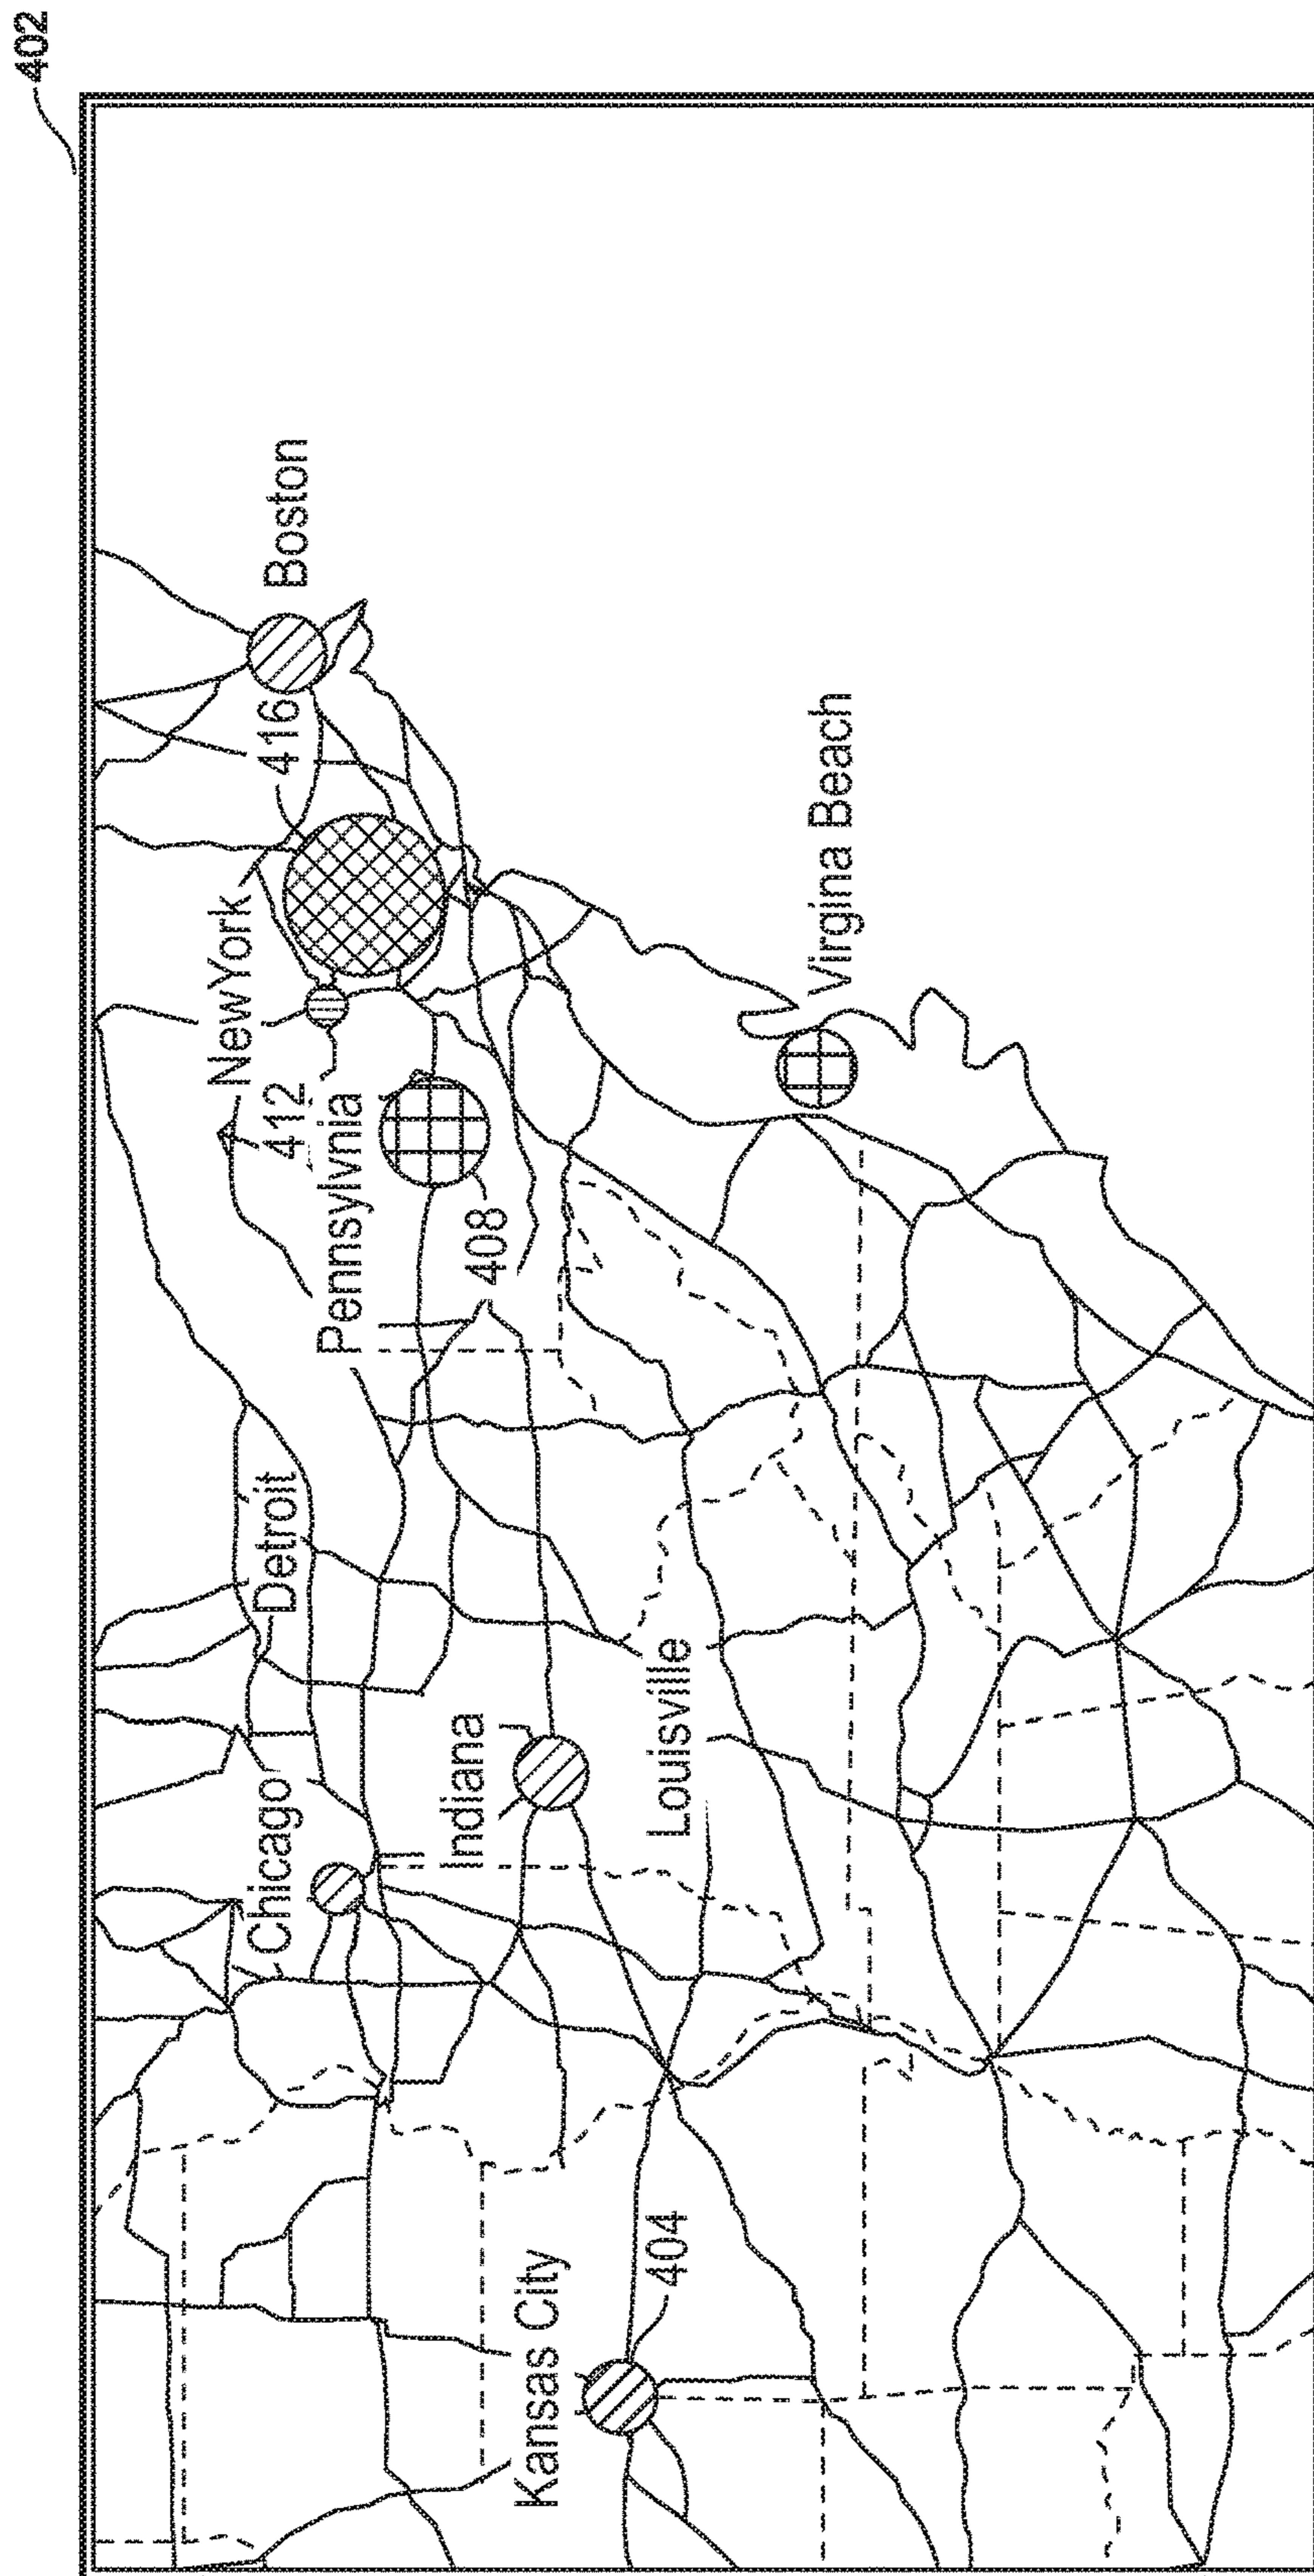 402
Boston
416
NewYork
412
Pennsylvnia
408
Virgina Beach
Detroit
Chicago
Indiana
Louisville
Kansas City
404